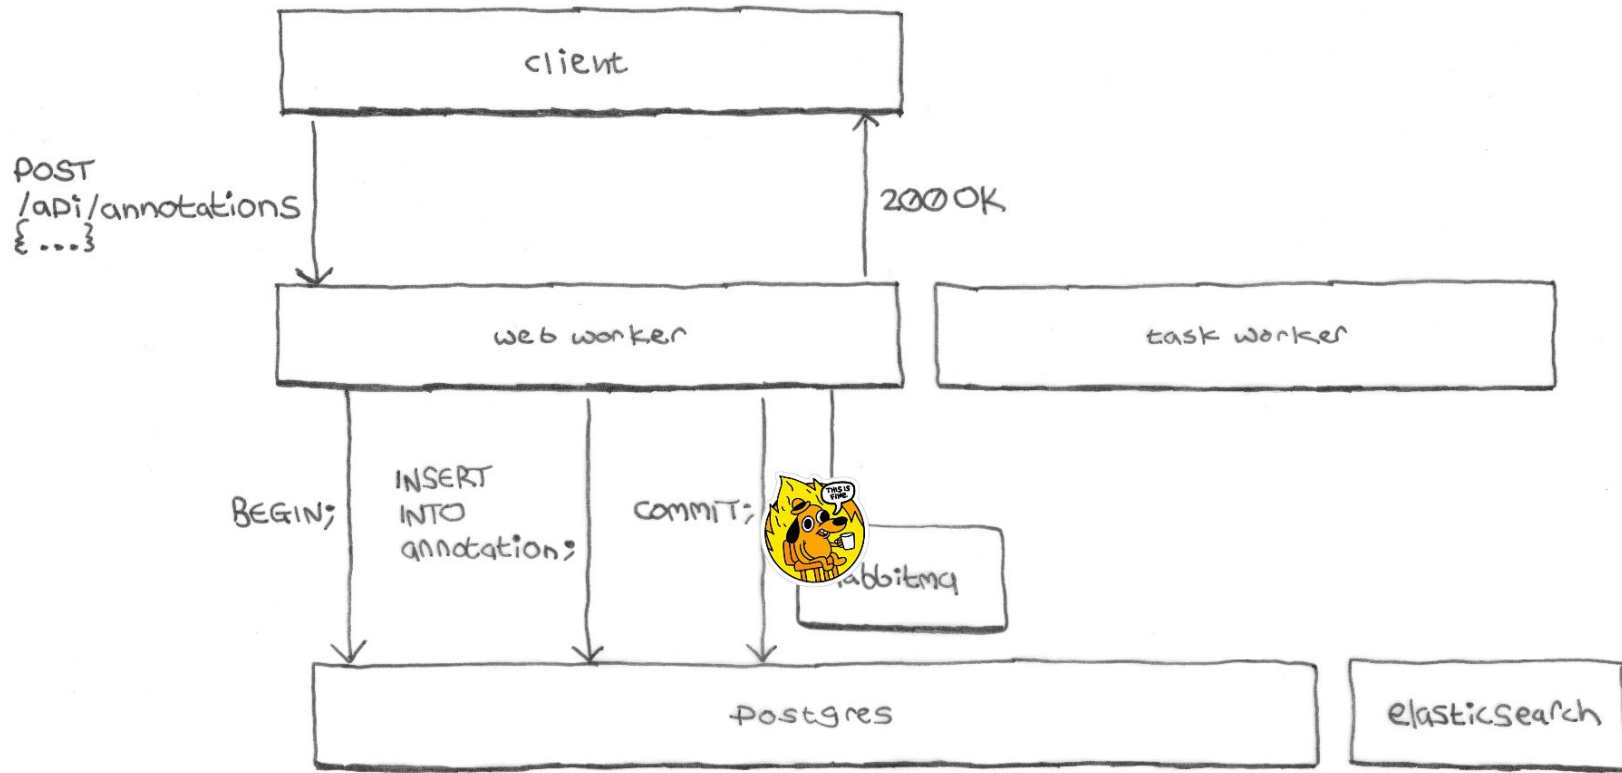 client
POST
/api/annotations
{...}
200 OK
web worker
task worker
BEGIN;
INSERT
INTO
annotation;
COMMIT;
THIS IS
FINE.
abbitmq
Postgres
elasticsearch